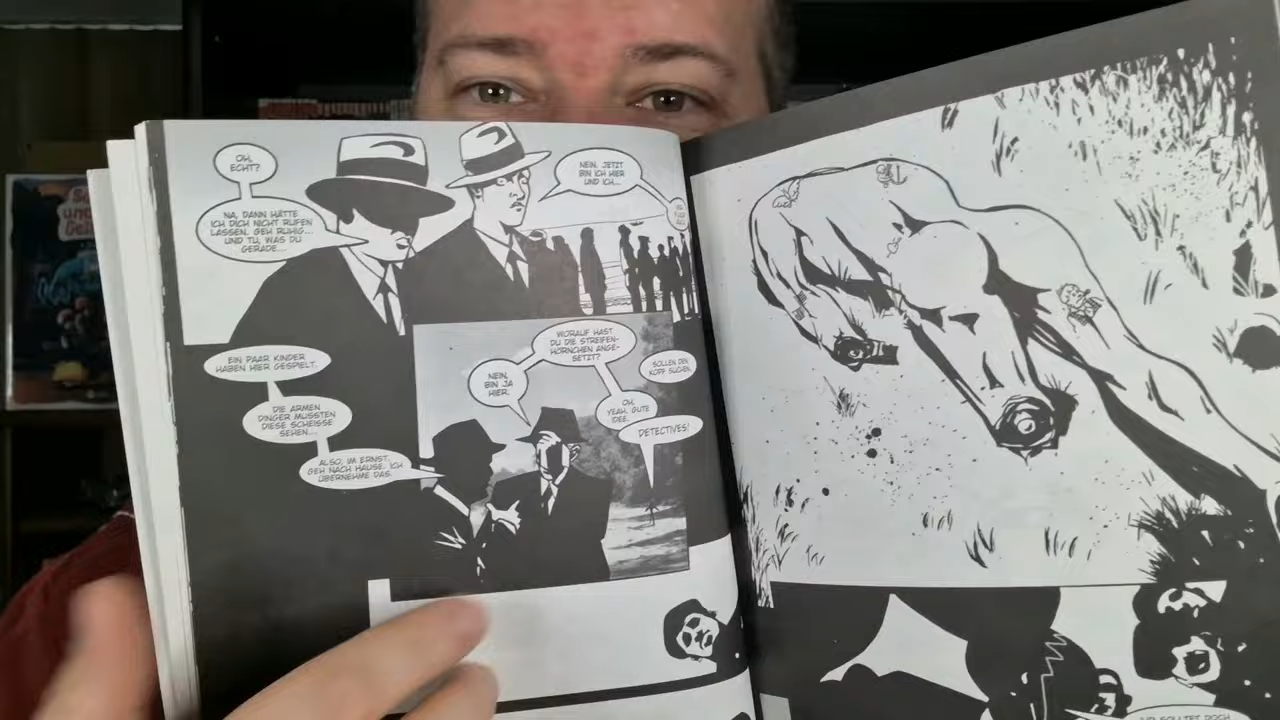 OH,
ECHT?
NA, DANN HÄTTE
ICH DICH NICHT RUFEN
LASSEN. GEH RUHIG...
UND TU, WAS DU
GERADE...
NEIN. JETZT
BIN ICH HIER
UND ICH...
EIN PAAR KINDER
HABEN HIER GESPIELT.
DIE ARMEN
DINGER MUSSTEN
DIESE SCHEISSE
SEHEN...
ALSO, IM ERNST.
GEH NACH HAUSE. ICH
ÜBERNEHME DAS.
NEIN,
BIN JA
HIER.
WORAUF HAST
DU DIE STREIFEN-
HÖRNCHEN ANGE-
SETZT?
SOLLEN DEN
KOPF SUCHEN.
OH,
YEAH. GUTE
IDEE.
DETECTIVES!